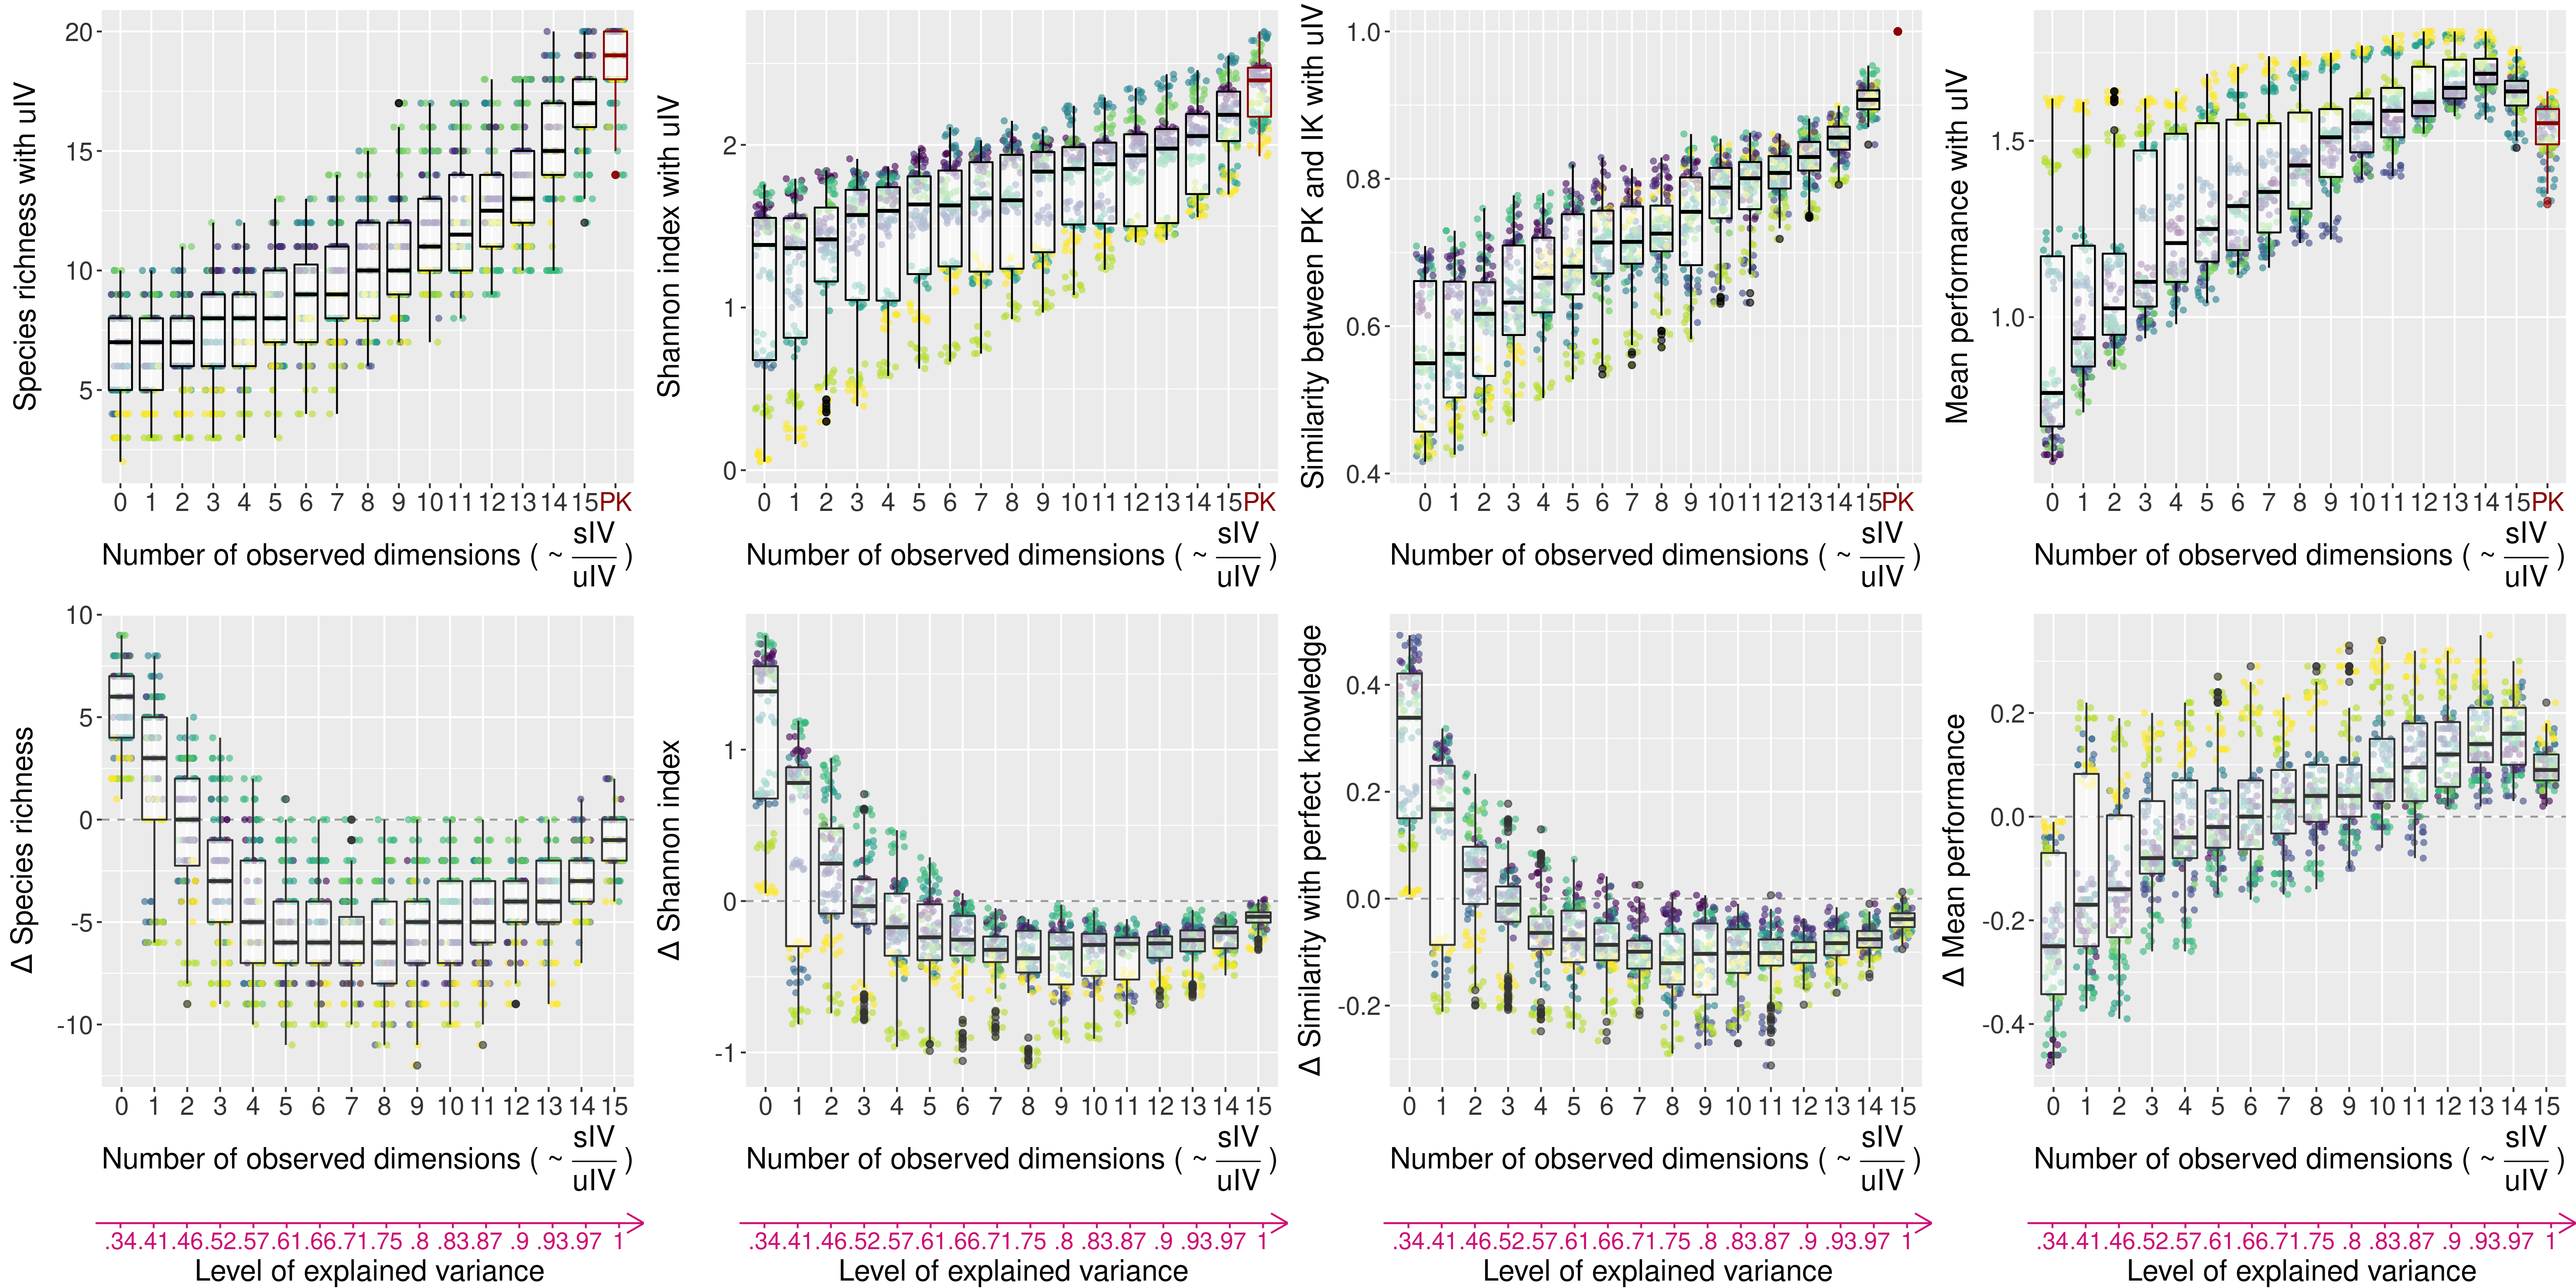 Species richness with uIV
20
15
10
5
0 1 2 3 4 5 6 7 8 9 10 11 12 13 14 15 PK
Number of observed dimensions ( ~ sIV / uIV )
Shannon index with uIV
2
1
0
0 1 2 3 4 5 6 7 8 9 10 11 12 13 14 15 PK
Number of observed dimensions ( ~ sIV / uIV )
Similarity between PK and IK with uIV
1.0
0.8
0.6
0.4
0 1 2 3 4 5 6 7 8 9 10 11 12 13 14 15 PK
Number of observed dimensions ( ~ sIV / uIV )
Mean performance with uIV
1.5
1.0
0 1 2 3 4 5 6 7 8 9 10 11 12 13 14 15 PK
Number of observed dimensions ( ~ sIV / uIV )
Δ Species richness
10
5
0
-5
-10
0 1 2 3 4 5 6 7 8 9 10 11 12 13 14 15
Number of observed dimensions ( ~ sIV / uIV )
.34 .41 .46 .52 .57 .61 .66 .71 .75 .8 .83 .87 .9 .93 .97 1
Level of explained variance
Δ Shannon index
1
0
-1
0 1 2 3 4 5 6 7 8 9 10 11 12 13 14 15
Number of observed dimensions ( ~ sIV / uIV )
.34 .41 .46 .52 .57 .61 .66 .71 .75 .8 .83 .87 .9 .93 .97 1
Level of explained variance
Δ Similarity with perfect knowledge
0.4
0.2
0.0
-0.2
0 1 2 3 4 5 6 7 8 9 10 11 12 13 14 15
Number of observed dimensions ( ~ sIV / uIV )
.34 .41 .46 .52 .57 .61 .66 .71 .75 .8 .83 .87 .9 .93 .97 1
Level of explained variance
Δ Mean performance
0.2
0.0
-0.2
-0.4
0 1 2 3 4 5 6 7 8 9 10 11 12 13 14 15
Number of observed dimensions ( ~ sIV / uIV )
.34 .41 .46 .52 .57 .61 .66 .71 .75 .8 .83 .87 .9 .93 .97 1
Level of explained variance